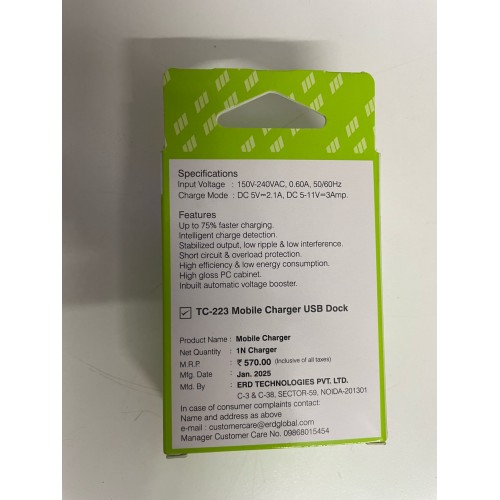 Specifications
Input Voltage : 150V-240VAC, 0.60A, 50/60Hz
Charge Mode : DC 5V⎓2.1A, DC 5-11V⎓3Amp.
Features
Up to 75% faster charging.
Intelligent charge detection.
Stabilized output, low ripple & low interference.
Short circuit & overload protection.
High efficiency & low energy consumption.
High gloss PC cabinet.
Inbuilt automatic voltage booster.
☑ TC-223 Mobile Charger USB Dock
Product Name : Mobile Charger
Net Quantity : 1N Charger
M.R.P. : ₹ 570.00 (Inclusive of all taxes)
Mfg. Date : Jan. 2025
Mfd. By : ERD TECHNOLOGIES PVT. LTD.
C-3 & C-38, SECTOR-59, NOIDA-201301
In case of consumer complaints contact:
Name and address as above
e-mail : customercare@erdglobal.com
Manager Customer Care No. 09868015454